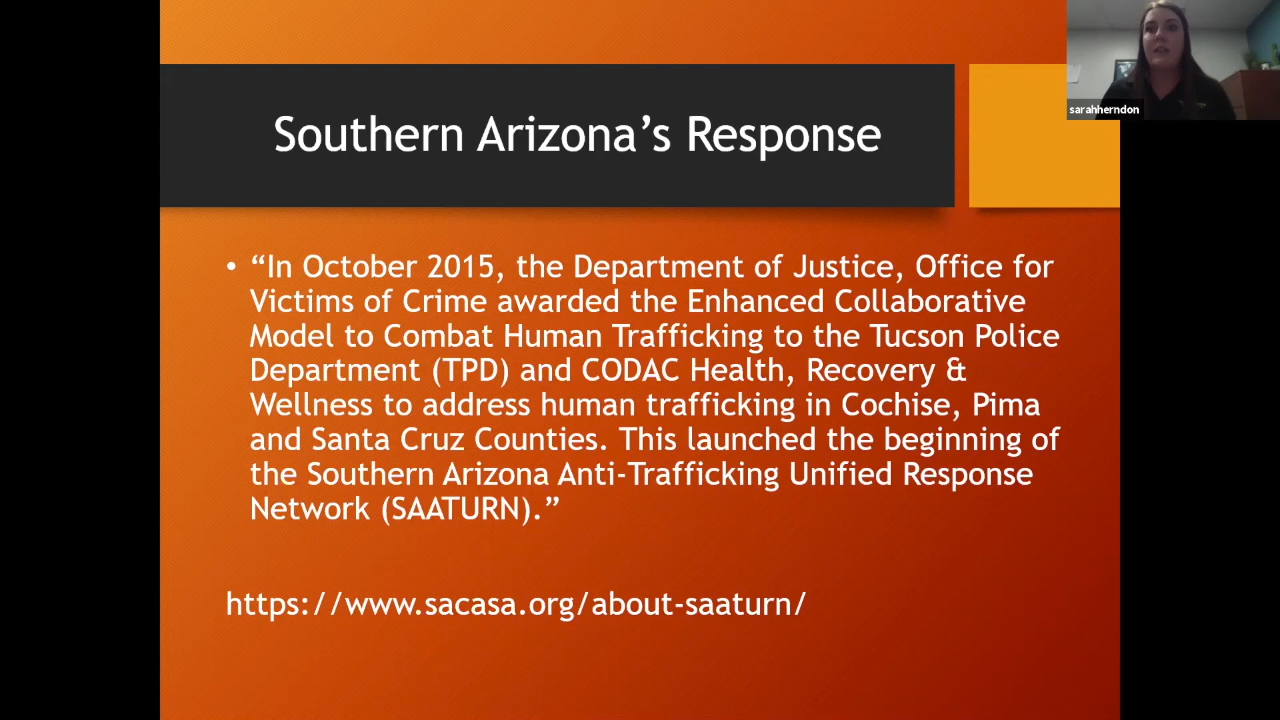 sarahherndon
Southern Arizona’s Response
• “In October 2015, the Department of Justice, Office for
Victims of Crime awarded the Enhanced Collaborative
Model to Combat Human Trafficking to the Tucson Police
Department (TPD) and CODAC Health, Recovery &
Wellness to address human trafficking in Cochise, Pima
and Santa Cruz Counties. This launched the beginning of
the Southern Arizona Anti-Trafficking Unified Response
Network (SAATURN).”
https://www.sacasa.org/about-saaturn/